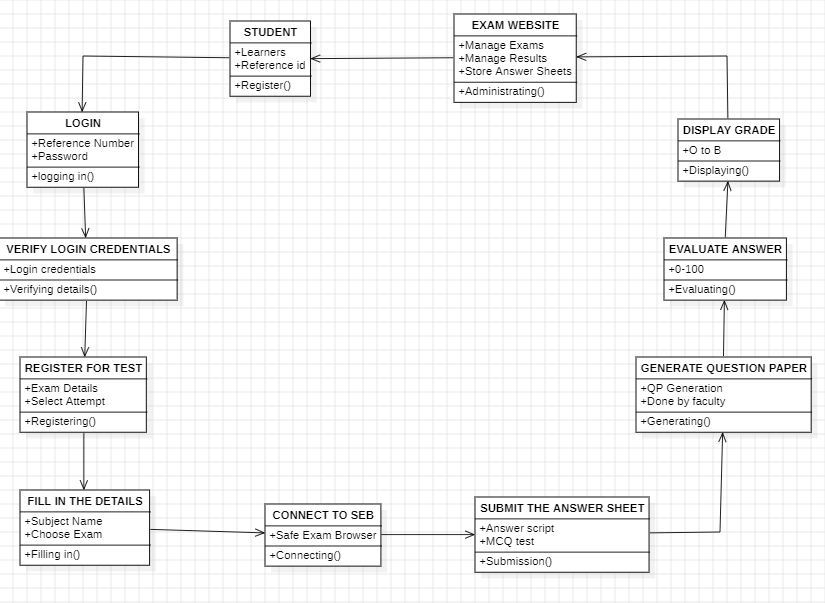 STUDENT
+Learners
+Reference id
+Register()
EXAM WEBSITE
+Manage Exams
+Manage Results
+Store Answer Sheets
+Administrating()
LOGIN
+Reference Number
+Password
+logging in()
DISPLAY GRADE
+O to B
+Displaying()
VERIFY LOGIN CREDENTIALS
+Login credentials
+Verifying details()
EVALUATE ANSWER
+0-100
+Evaluating()
REGISTER FOR TEST
+Exam Details
+Select Attempt
+Registering()
GENERATE QUESTION PAPER
+QP Generation
+Done by faculty
+Generating()
FILL IN THE DETAILS
+Subject Name
+Choose Exam
+Filling in()
CONNECT TO SEB
+Safe Exam Browser
+Connecting()
SUBMIT THE ANSWER SHEET
+Answer script
+MCQ test
+Submission()